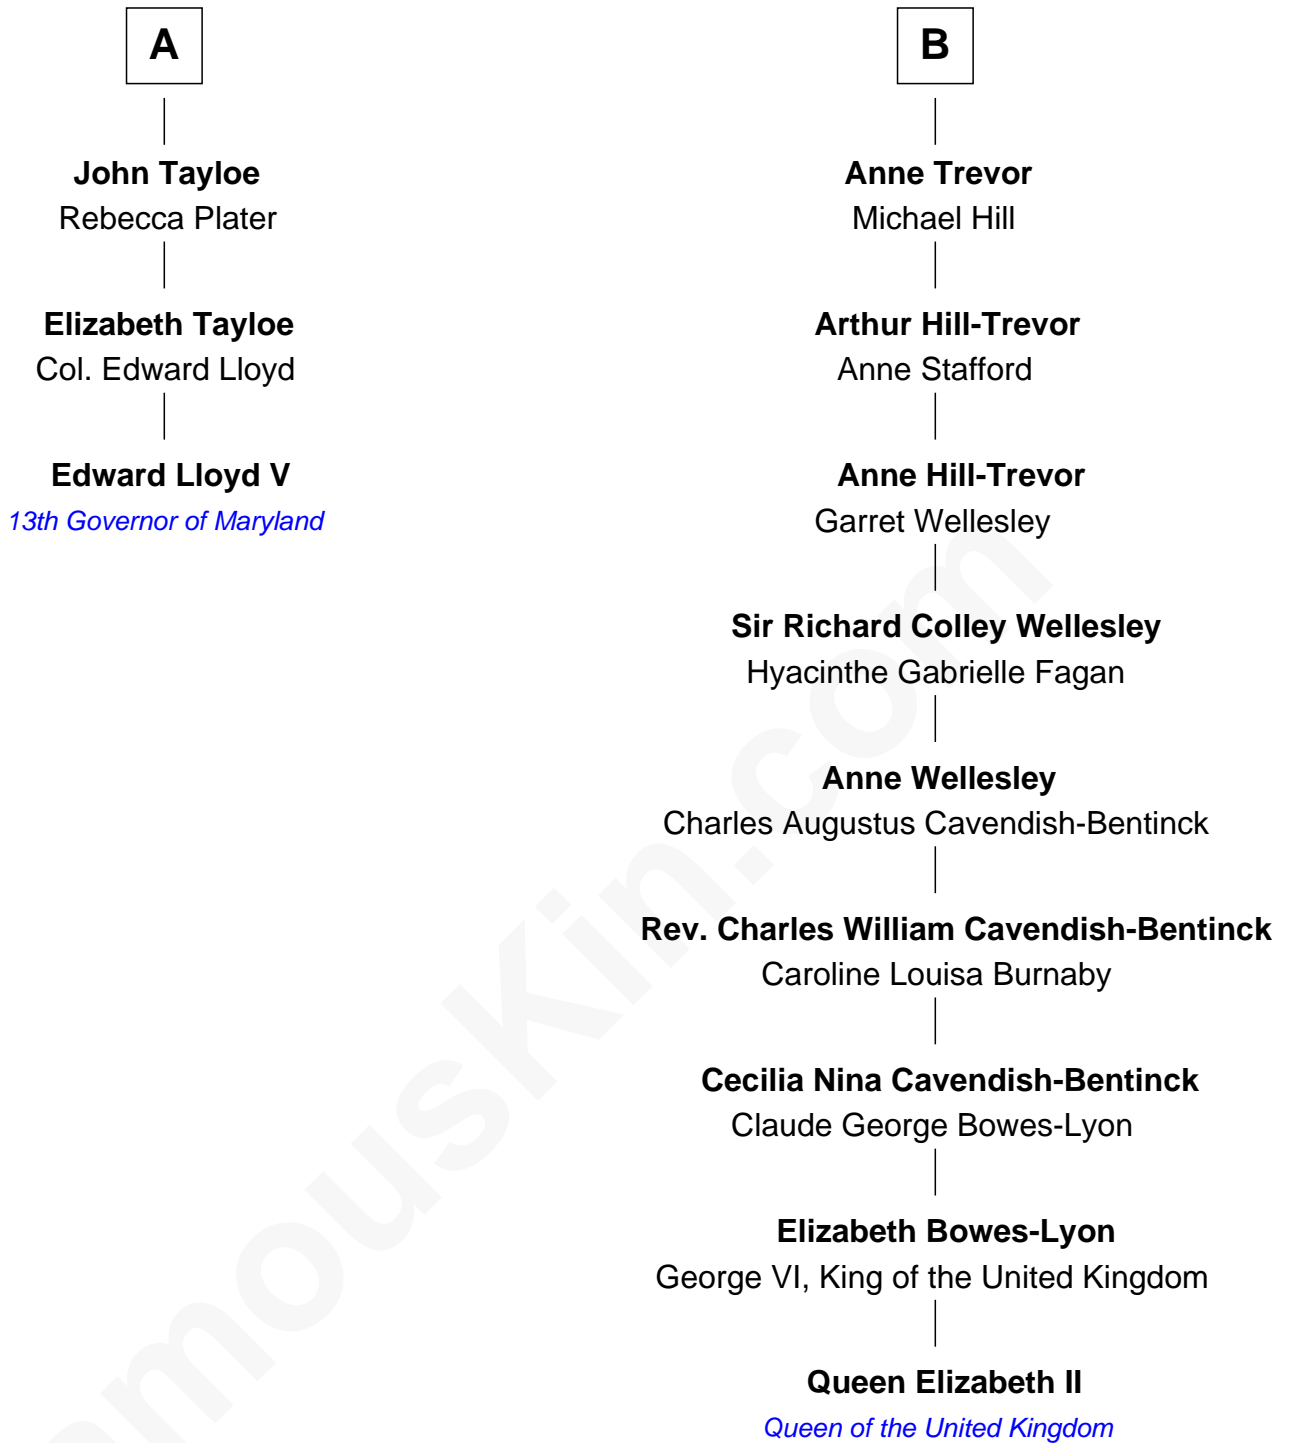 A
John Tayloe
Rebecca Plater
Elizabeth Tayloe
Col. Edward Lloyd
Edward Lloyd V
13th Governor of Maryland
B
Anne Trevor
Michael Hill
Arthur Hill-Trevor
Anne Stafford
Anne Hill-Trevor
Garret Wellesley
Sir Richard Colley Wellesley
Hyacinthe Gabrielle Fagan
Anne Wellesley
Charles Augustus Cavendish-Bentinck
Rev. Charles William Cavendish-Bentinck
Caroline Louisa Burnaby
Cecilia Nina Cavendish-Bentinck
Claude George Bowes-Lyon
Elizabeth Bowes-Lyon
George VI, King of the United Kingdom
Queen Elizabeth II
Queen of the United Kingdom
amousKin.com